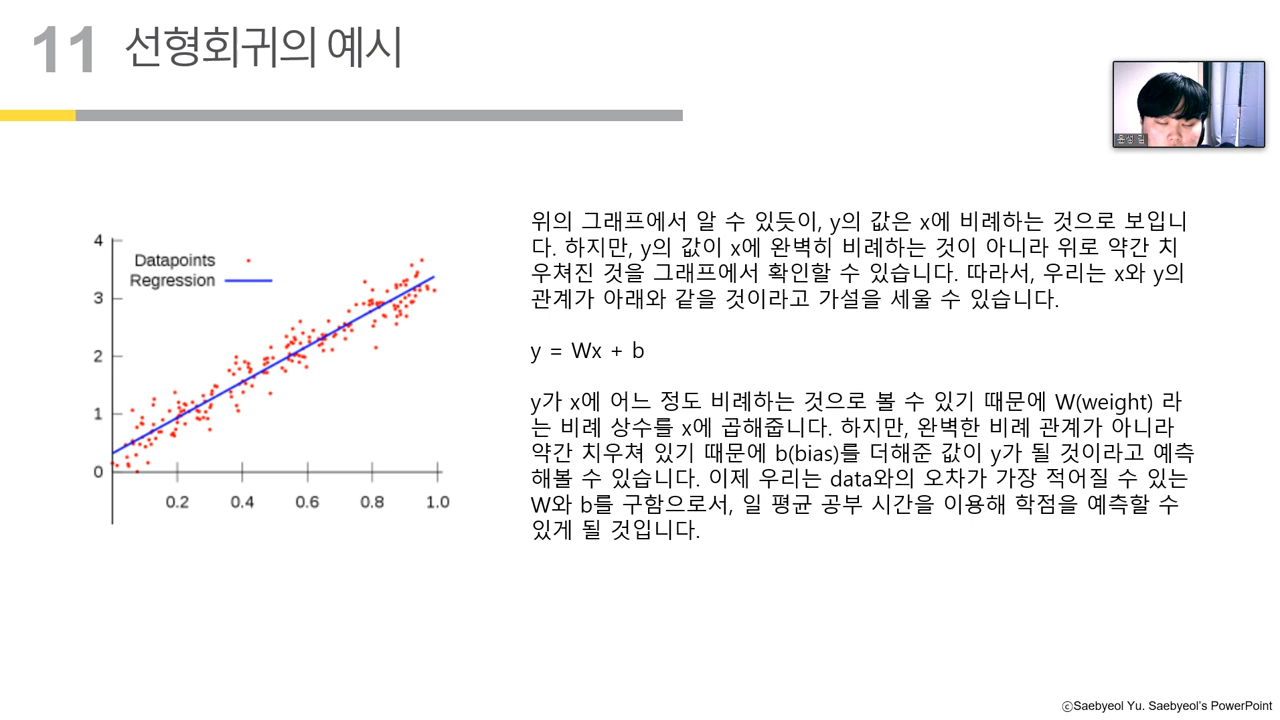 11 선형회귀의 예시
위의 그래프에서 알 수 있듯이, y의 값은 x에 비례하는 것으로 보입니
다. 하지만, y의 값이 x에 완벽히 비례하는 것이 아니라 위로 약간 치
우쳐진 것을 그래프에서 확인할 수 있습니다. 따라서, 우리는 x와 y의
관계가 아래와 같을 것이라고 가설을 세울 수 있습니다.
y = Wx + b
y가 x에 어느 정도 비례하는 것으로 볼 수 있기 때문에 W(weight) 라
는 비례 상수를 x에 곱해줍니다. 하지만, 완벽한 비례 관계가 아니라
약간 치우쳐 있기 때문에 b(bias)를 더해준 값이 y가 될 것이라고 예측
해볼 수 있습니다. 이제 우리는 data와의 오차가 가장 적어질 수 있는
W와 b를 구함으로서, 일 평균 공부 시간을 이용해 학점을 예측할 수
있게 될 것입니다.
4
Datapoints
Regression
3
2
1
0
0.2 0.4 0.6 0.8 1.0
ⓒSaebyeol Yu. Saebyeol's PowerPoint